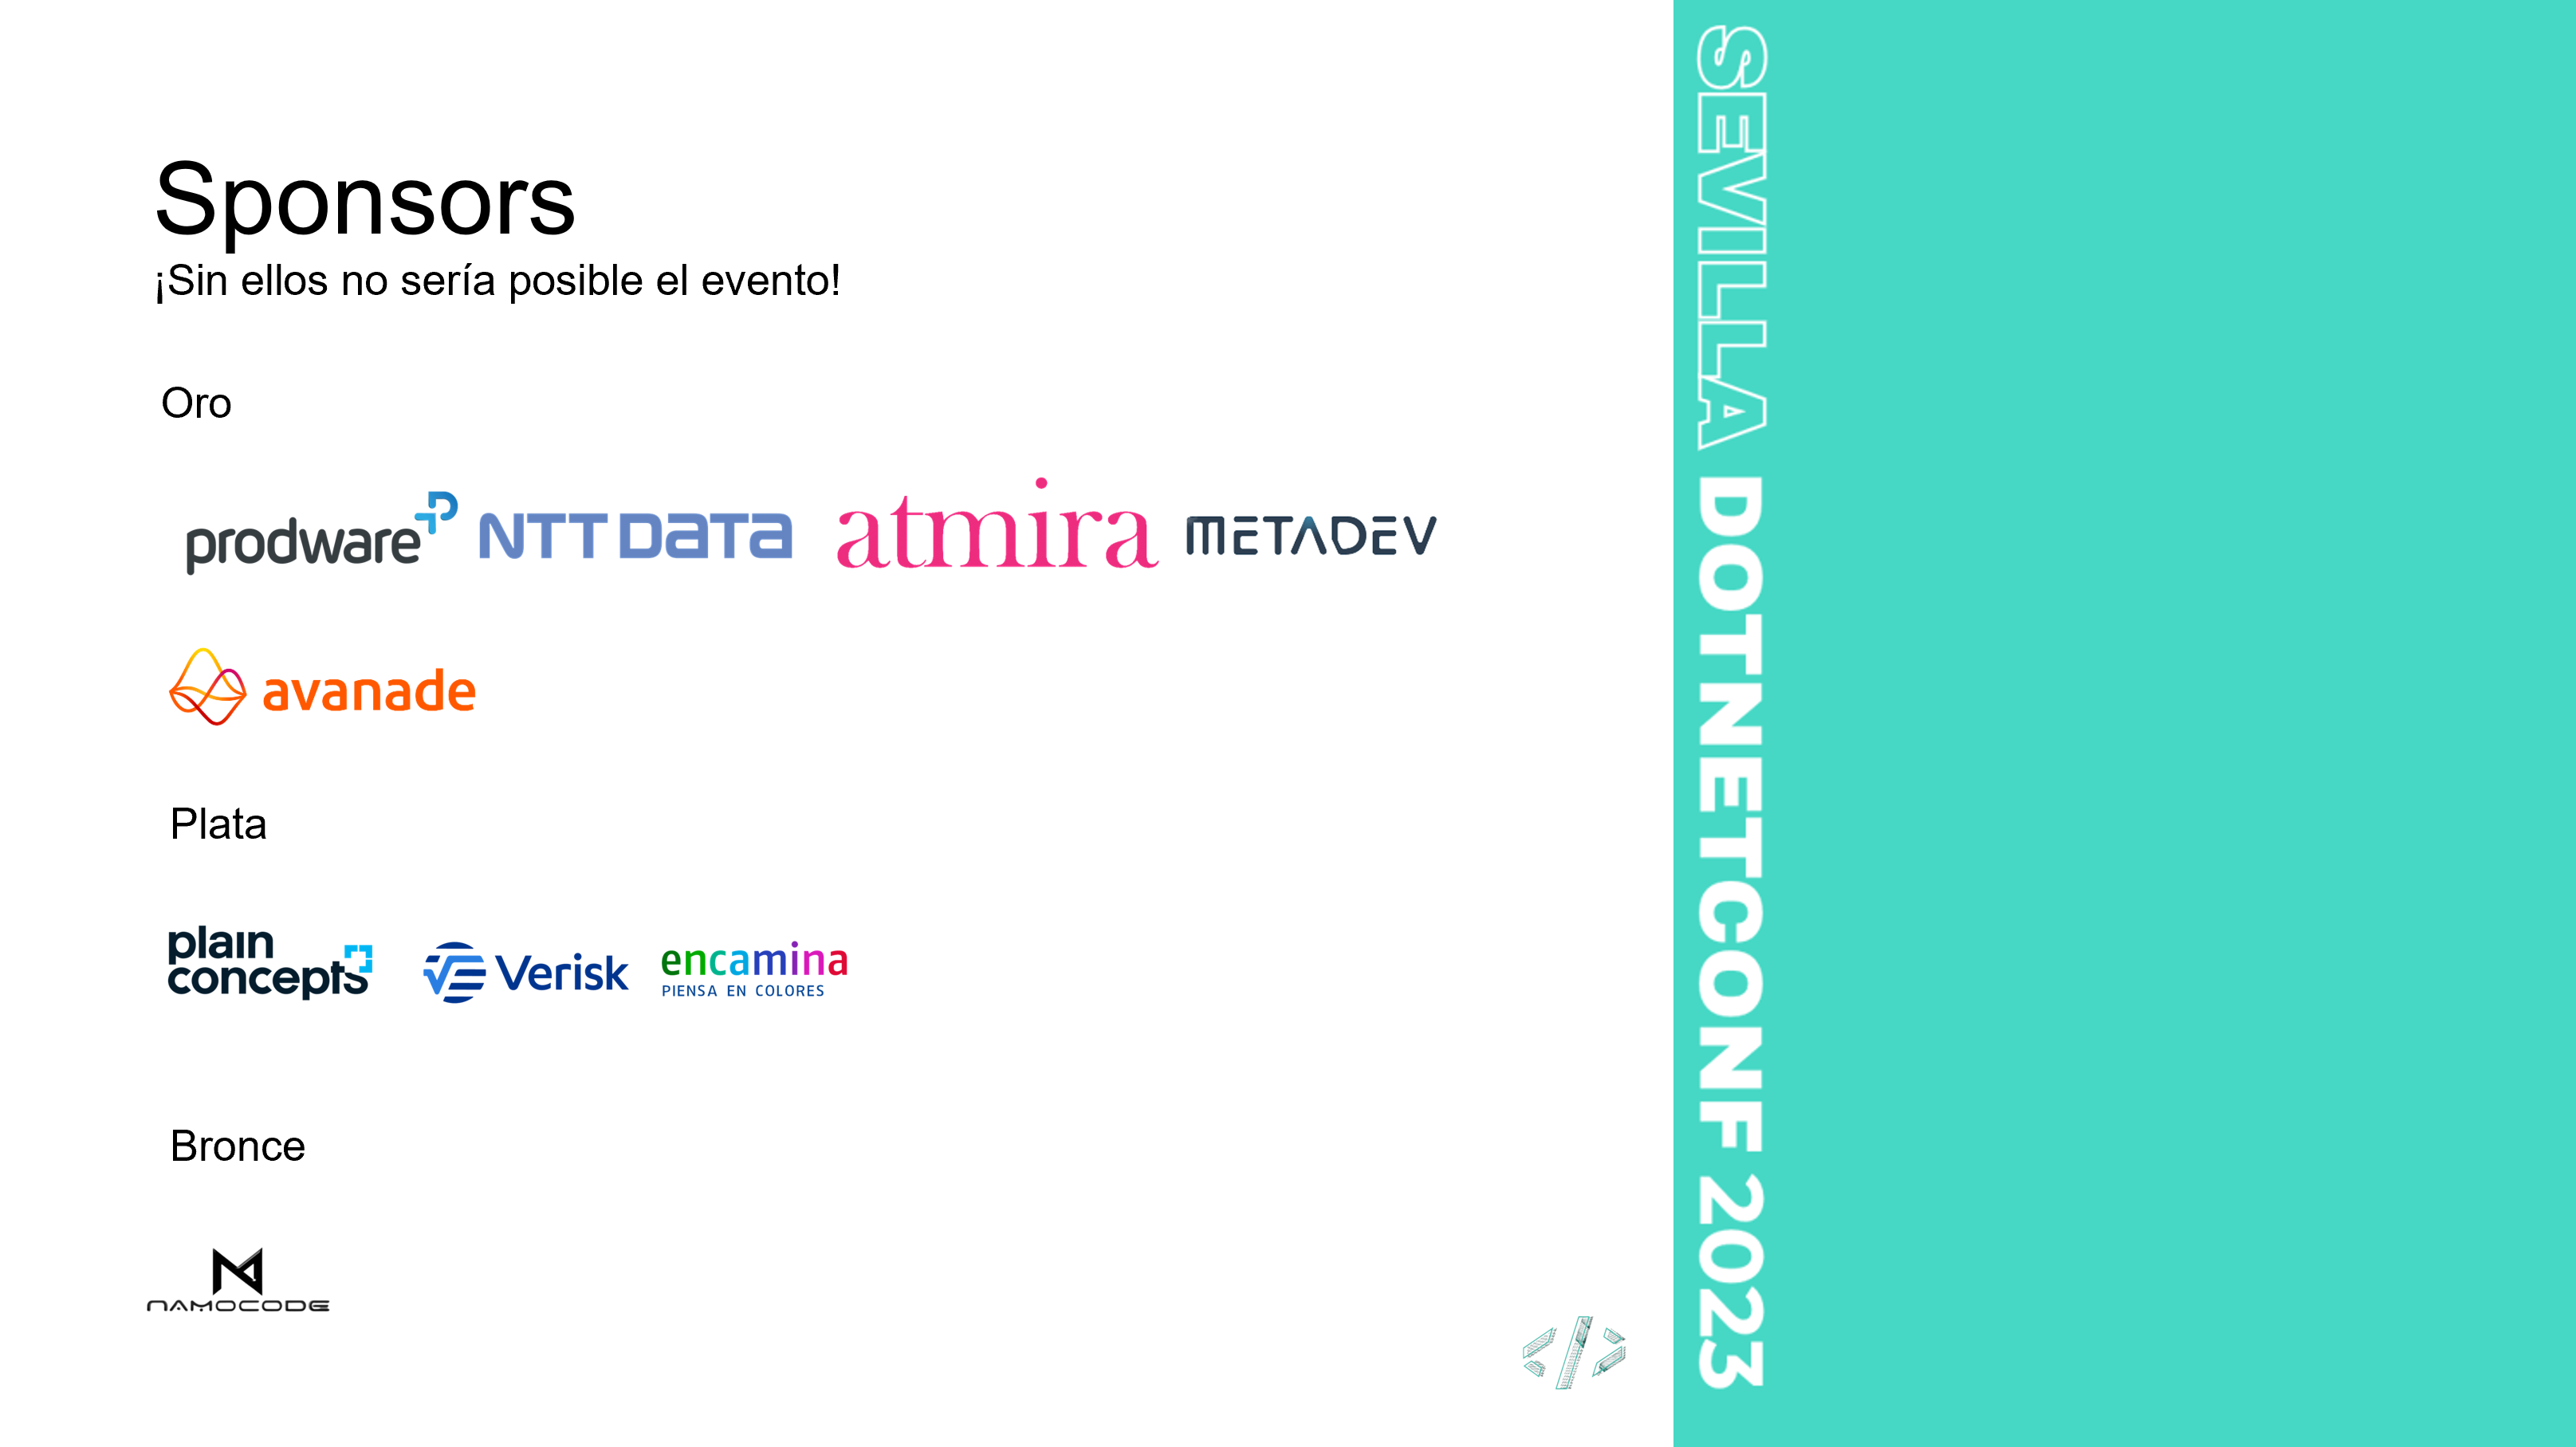 Sponsors
¡Sin ellos no sería posible el evento!
Oro
prodware NTT DATA atmira METADEV
avanade
Plata
plain
concepts
Verisk
encamina
PIENSA EN COLORES
Bronce
NAMOCODE
SEVILLA DOTNETCONF 2023